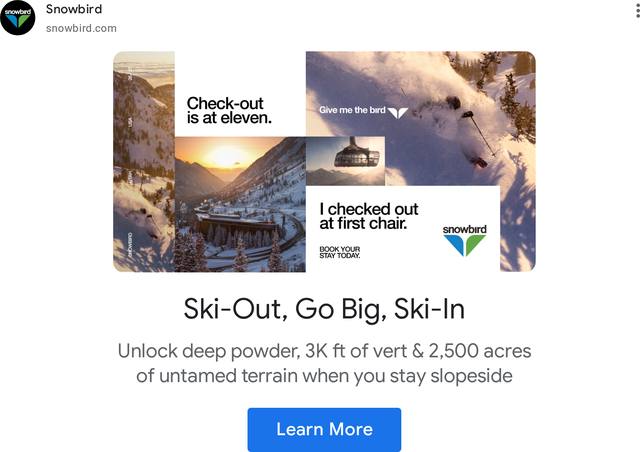 Snowbird
snowbird.com
snowbird
Check-out
is at eleven.
Give me the bird
I checked out
at first chair.
BOOK YOUR
STAY TODAY.
snowbird
SNOWBIRD
USA
Ski-Out, Go Big, Ski-In
Unlock deep powder, 3K ft of vert & 2,500 acres
of untamed terrain when you stay slopeside
Learn More